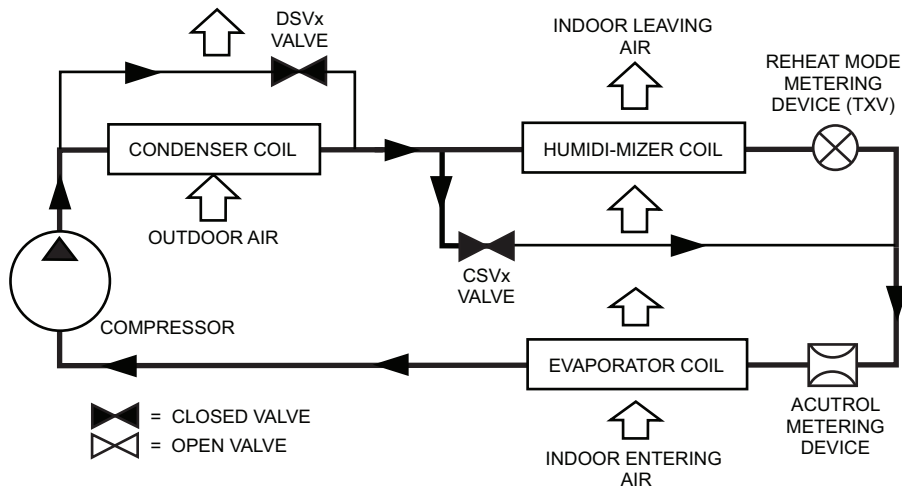 DSVx
VALVE
INDOOR LEAVING
AIR
REHEAT MODE
METERING
DEVICE (TXV)
CONDENSER COIL
HUMIDI-MIZER COIL
OUTDOOR AIR
CSVx
VALVE
COMPRESSOR
EVAPORATOR COIL
= CLOSED VALVE
= OPEN VALVE
ACUTROL
METERING
DEVICE
INDOOR ENTERING
AIR